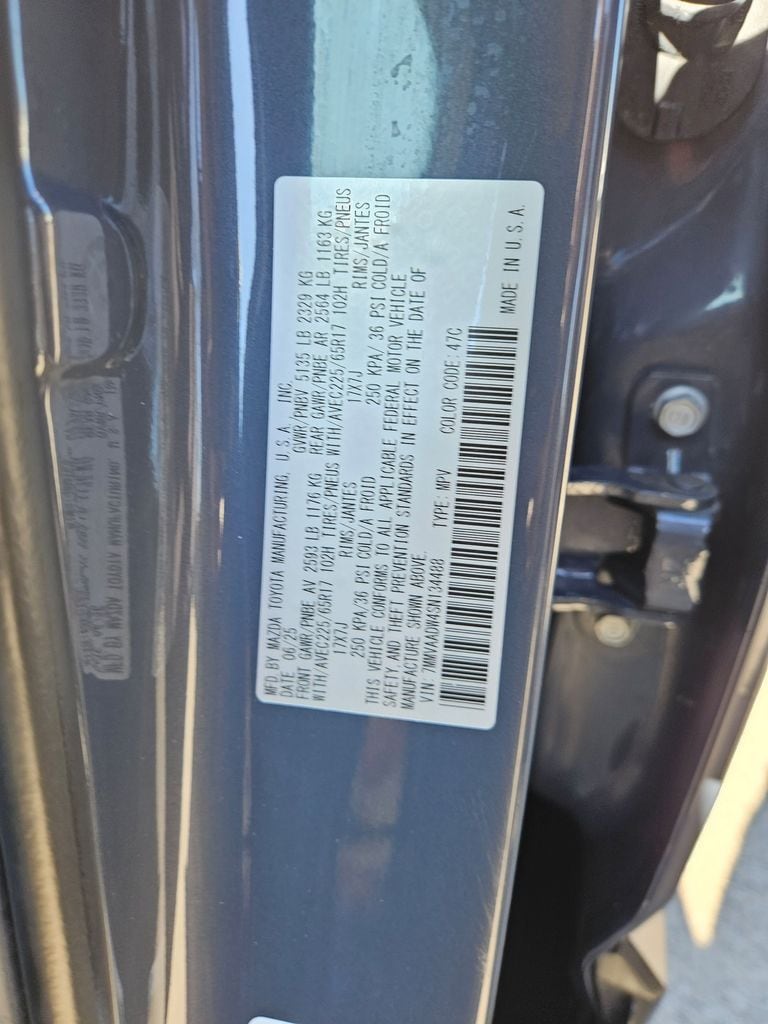 MFD. BY MAZDA TOYOTA MANUFACTURING, U.S.A., INC.
DATE 06/25 GVWR/PNBV 5135 LB 2329 KG
FRONT GAWR/PNBE AV 2593 LB 1176 KG REAR GAWR/PNBE AR 2564 LB 1163 KG
WITH/AVEC225/65R17 102H TIRES/PNEUS WITH/AVEC225/65R17 102H TIRES/PNEUS
17X7J RIMS/JANTES 17X7J RIMS/JANTES
250 KPA/36 PSI COLD/A FROID 250 KPA/36 PSI COLD/A FROID
THIS VEHICLE CONFORMS TO ALL APPLICABLE FEDERAL MOTOR VEHICLE
SAFETY AND THEFT PREVENTION STANDARDS IN EFFECT ON THE DATE OF
MANUFACTURE SHOWN ABOVE.
VIN: 7MMVAADW4SN134488 TYPE: MPV COLOR CODE: 47C
MADE IN U.S.A.